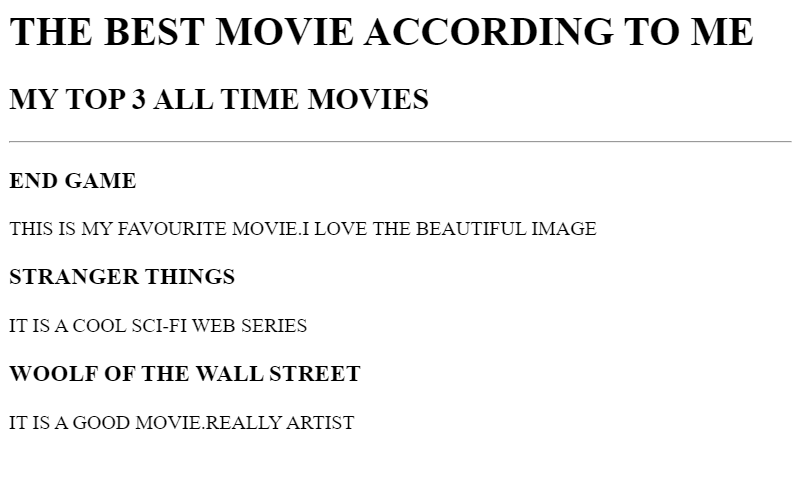 THE BEST MOVIE ACCORDING TO ME
MY TOP 3 ALL TIME MOVIES
END GAME
THIS IS MY FAVOURITE MOVIE.I LOVE THE BEAUTIFUL IMAGE
STRANGER THINGS
IT IS A COOL SCI-FI WEB SERIES
WOOLF OF THE WALL STREET
IT IS A GOOD MOVIE.REALLY ARTIST